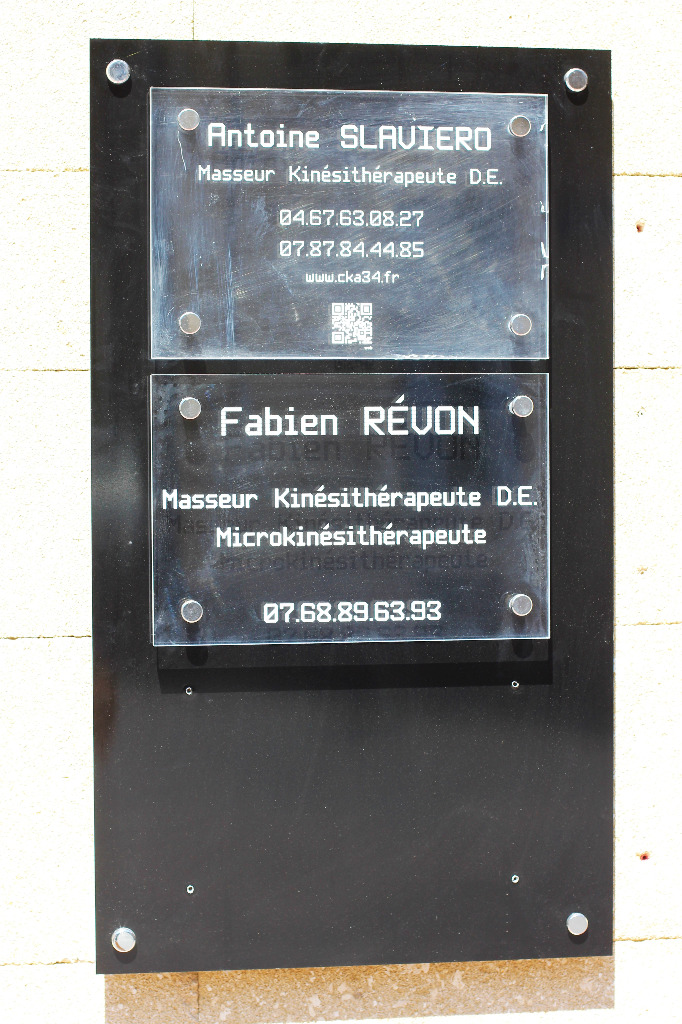 Antoine SLAVIERO
Masseur Kinésithérapeute D.E.
04.67.63.08.27
07.87.84.44.85
www.cka34.fr
Fabien RÉVON
Masseur Kinésithérapeute D.E.
Microkinésithérapeute
07.68.89.63.93